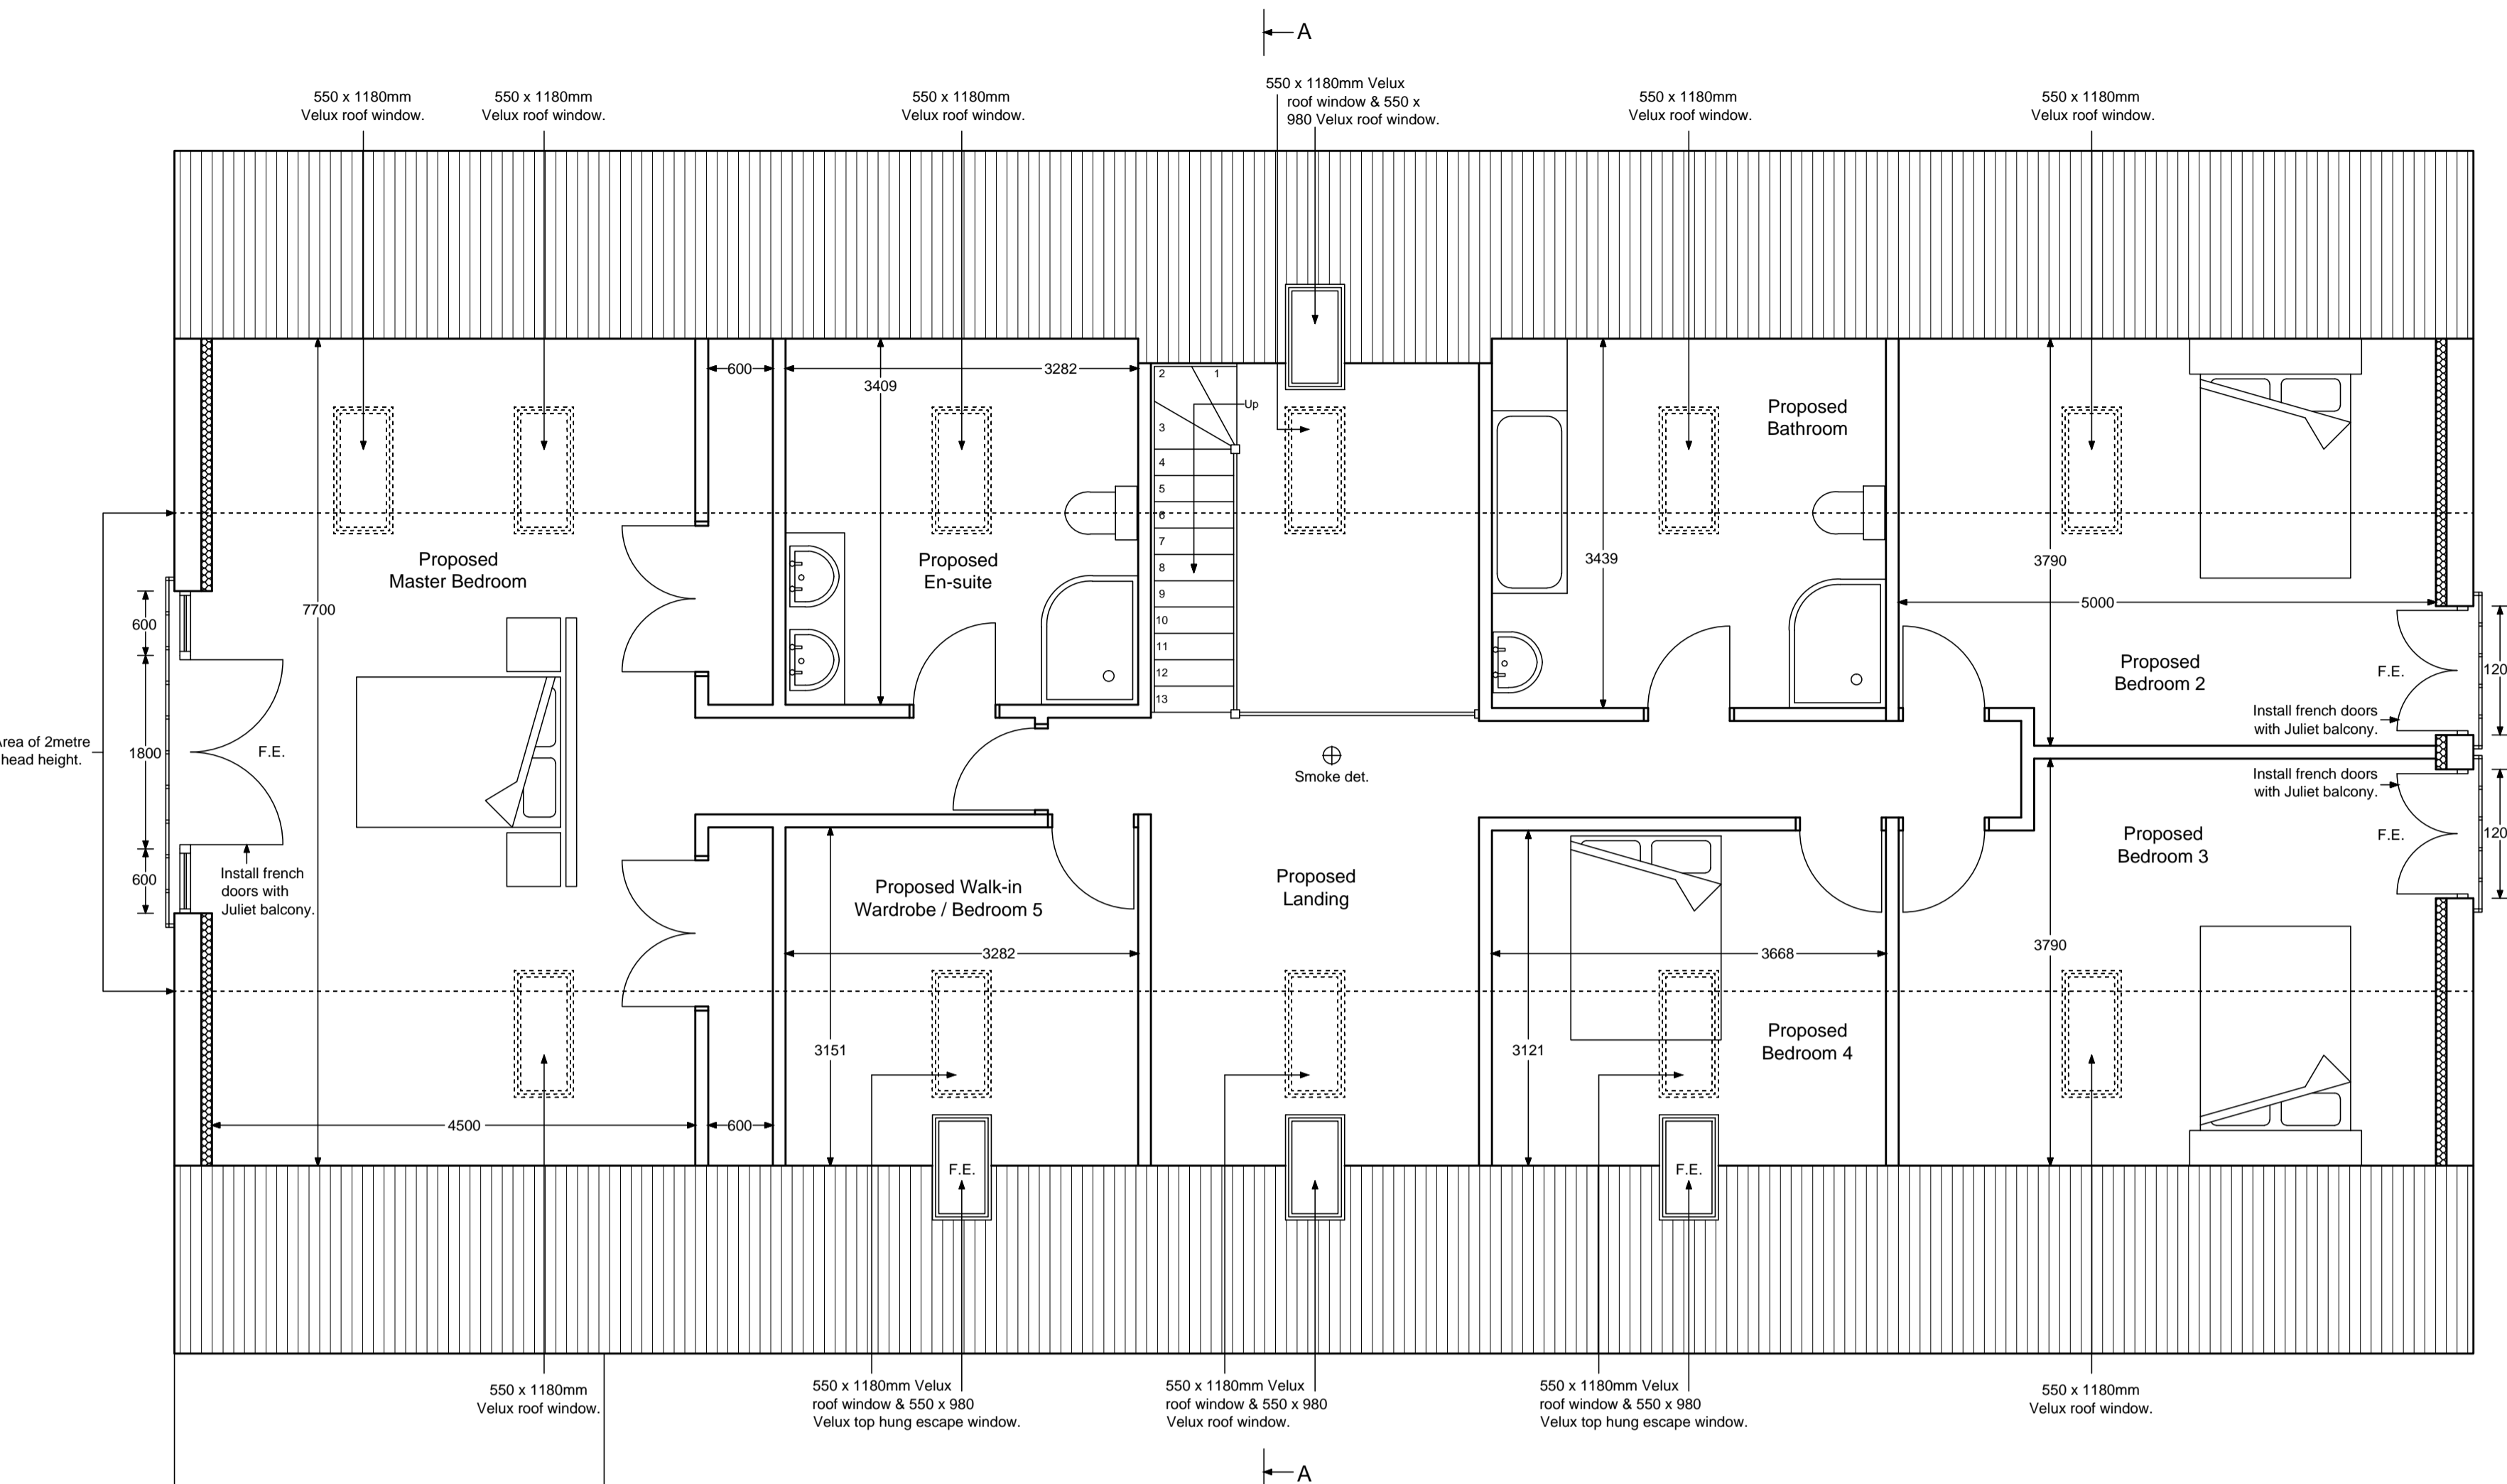 A
550 x 1180mm
Velux roof window.
550 x 1180mm
Velux roof window.
550 x 1180mm
Velux roof window.
550 x 1180mm Velux
roof window & 550 x
980 Velux roof window.
550 x 1180mm
Velux roof window.
550 x 1180mm
Velux roof window.
600
3409
3282
2
1
Up
3
4
5
6
7
8
9
10
11
12
13
Proposed
Bathroom
Proposed
Master Bedroom
Proposed
En-suite
3439
3790
5000
7700
600
1800
600
F.E.
Area of 2metre
head height.
Proposed
Bedroom 2
F.E.
120
Install french doors
with Juliet balcony.
Smoke det.
Install french doors
with Juliet balcony.
F.E.
120
Proposed
Bedroom 3
Install french
doors with
Juliet balcony.
Proposed Walk-in
Wardrobe / Bedroom 5
Proposed
Landing
3282
3668
3790
3151
3121
Proposed
Bedroom 4
4500
600
F.E.
F.E.
550 x 1180mm
Velux roof window.
550 x 1180mm Velux
roof window & 550 x 980
Velux top hung escape window.
550 x 1180mm Velux
roof window & 550 x 980
Velux roof window.
550 x 1180mm Velux
roof window & 550 x 980
Velux top hung escape window.
550 x 1180mm
Velux roof window.
A